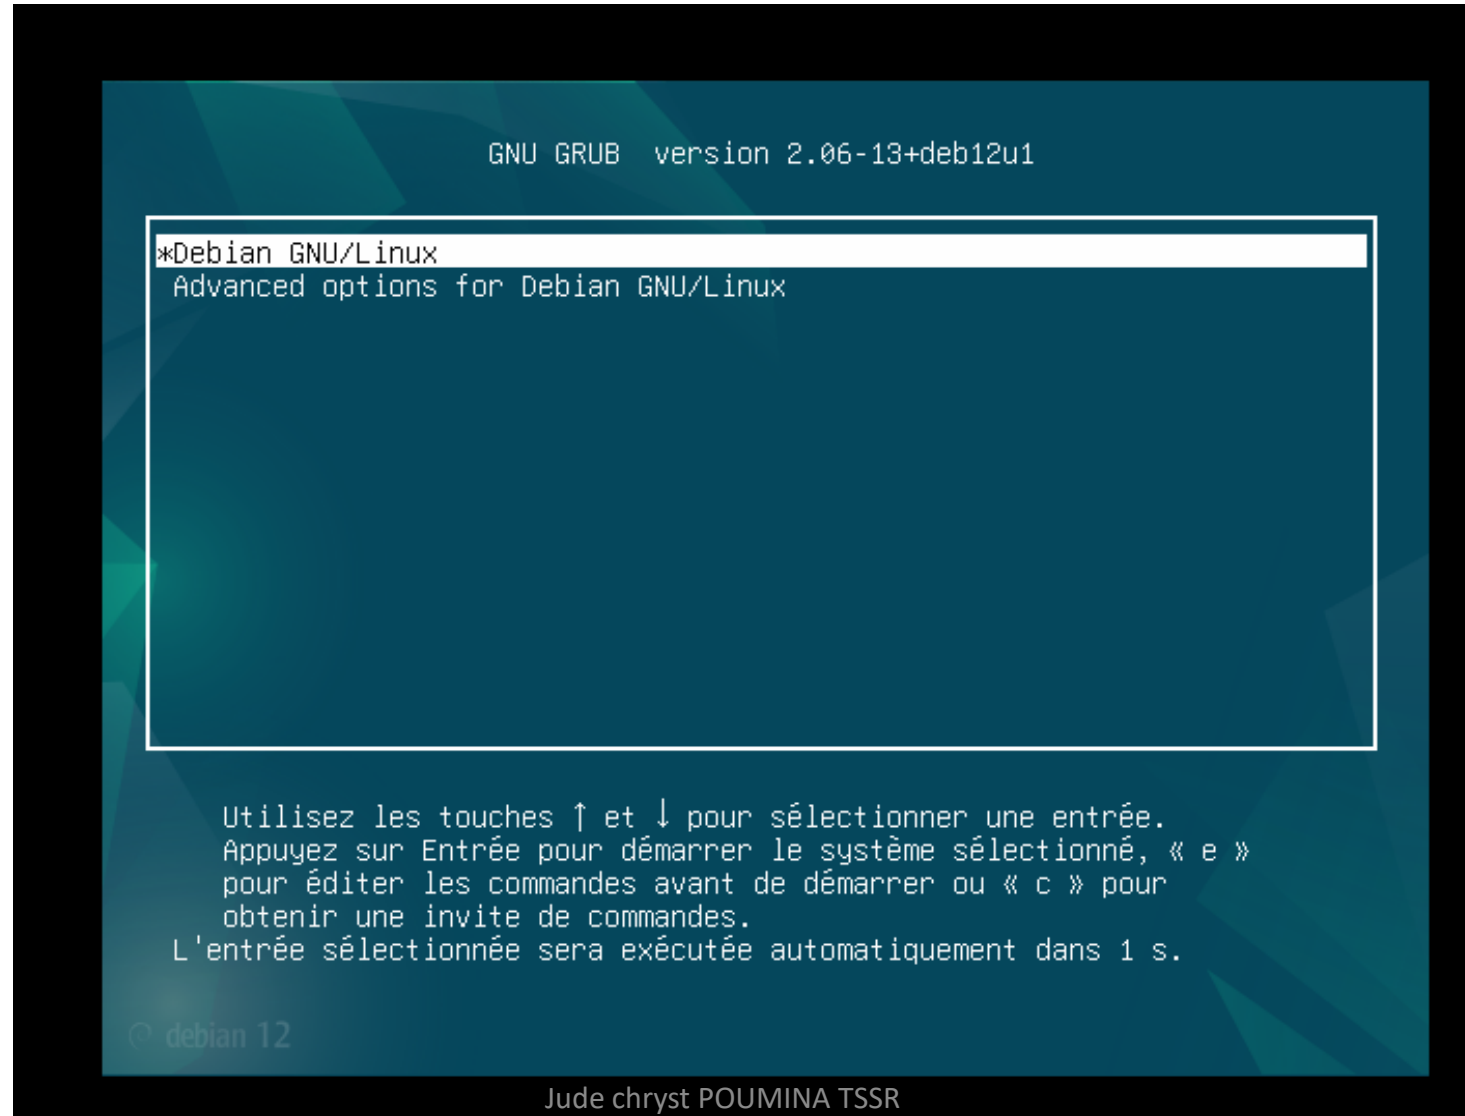 GNU GRUB  version 2.06-13+deb12u1
*Debian GNU/Linux
Advanced options for Debian GNU/Linux
Utilisez les touches ↑ et ↓ pour sélectionner une entrée.
Appuyez sur Entrée pour démarrer le système sélectionné, « e »
pour éditer les commandes avant de démarrer ou « c » pour
obtenir une invite de commandes.
L'entrée sélectionnée sera exécutée automatiquement dans 1 s.
debian 12
Jude chryst POUMINA TSSR